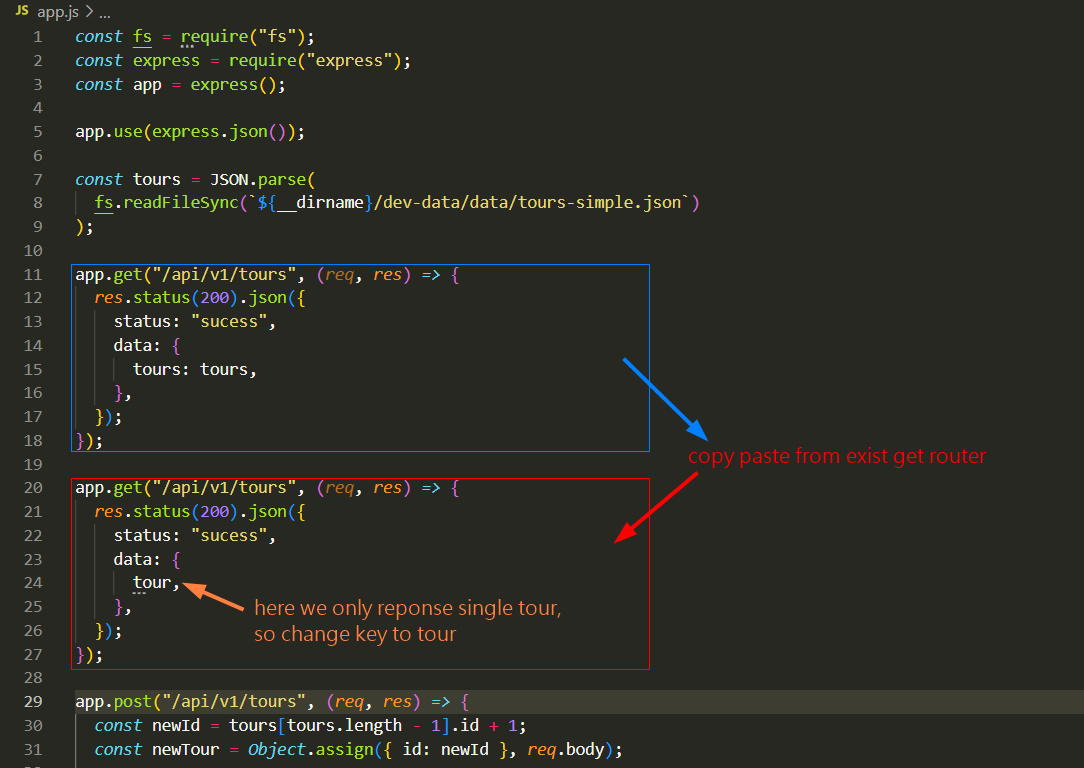 JS app.js > ...
1 const fs = require("fs");
2 const express = require("express");
3 const app = express();
4
5 app.use(express.json());
6
7 const tours = JSON.parse(
8 fs.readFileSync(`${__dirname}/dev-data/data/tours-simple.json`)
9 );
10
11 app.get("/api/v1/tours", (req, res) => {
12 res.status(200).json({
13 status: "sucess",
14 data: {
15 tours: tours,
16 },
17 });
18 });
copy paste from exist get router
19
20 app.get("/api/v1/tours", (req, res) => {
21 res.status(200).json({
22 status: "sucess",
23 data: {
24 tour,
here we only reponse single tour,
so change key to tour
25 },
26 });
27 });
28
29 app.post("/api/v1/tours", (req, res) => {
30 const newId = tours[tours.length - 1].id + 1;
31 const newTour = Object.assign({ id: newId }, req.body);